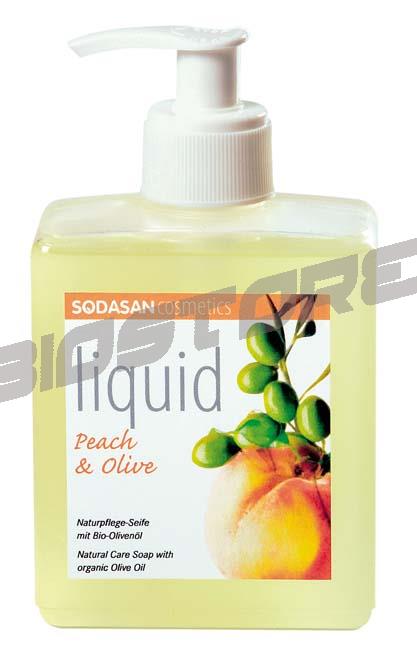 SODASAN cosmetics
BIOSTORE
liquid
Peach
& Olive
Naturpflege-Seife
mit Bio-Olivenöl
Natural Care Soap with
organic Olive Oil